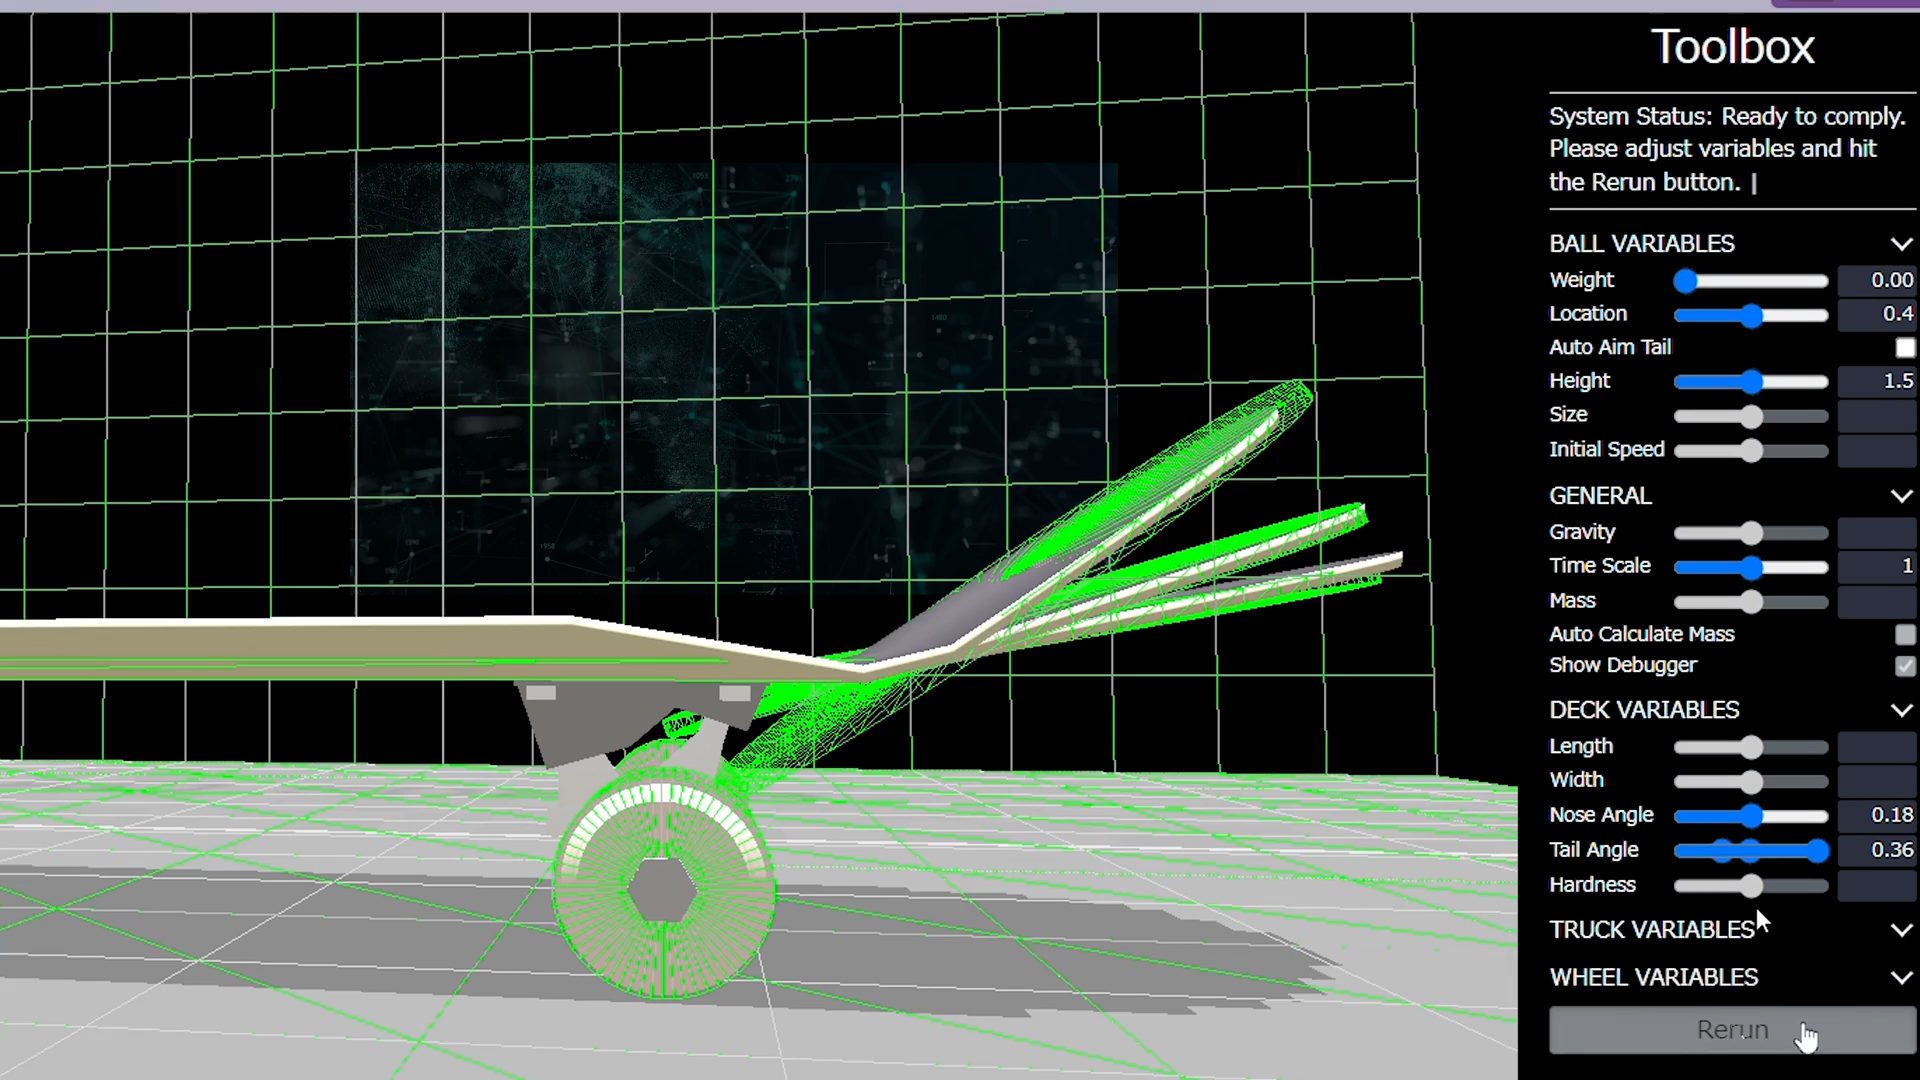 Toolbox
System Status: Ready to comply.
Please adjust variables and hit
the Rerun button. |
BALL VARIABLES
Weight 0.00
Location 0.4
Auto Aim Tail
Height 1.5
Size
Initial Speed
GENERAL
Gravity
Time Scale 1
Mass
Auto Calculate Mass
Show Debugger
DECK VARIABLES
Length
Width
Nose Angle 0.18
Tail Angle 0.36
Hardness
TRUCK VARIABLES
WHEEL VARIABLES
Rerun